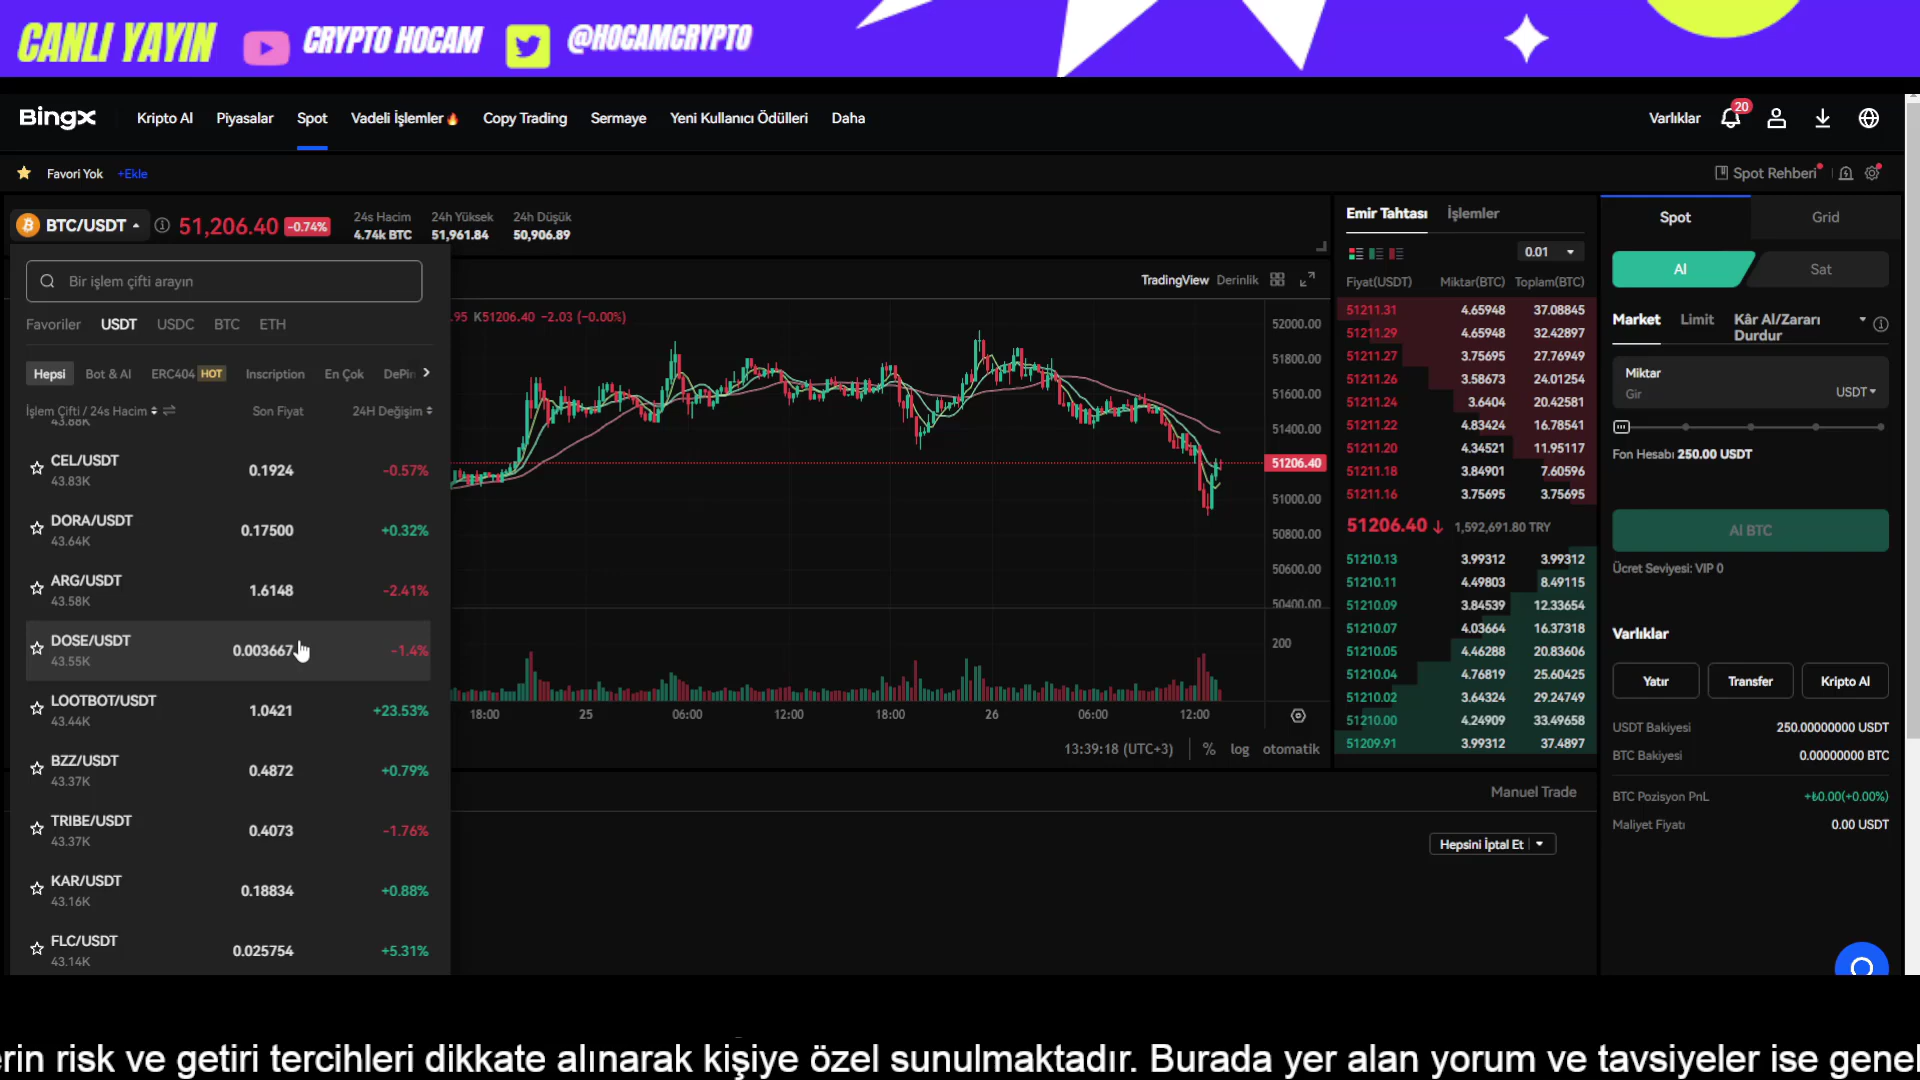 CANLI YAYIN CRYPTO HOCAM @HOCAMCRYPTO
BingX Kripto Al Piyasalar Spot Vadeli İşlemler Copy Trading Sermaye Yeni Kullanıcı Ödülleri Daha Varlıklar 20
Favori Yok +Ekle Spot Rehberi
BTC/USDT 51,206.40 -0.74%
24s Hacim 24h Yüksek 24h Düşük
4.74k BTC 51,961.84 50,906.89
Bir işlem çifti arayın
Favoriler USDT USDC BTC ETH
Hepsi Bot & AI ERC404 HOT Inscription En Çok DePin
İşlem Çifti / 24s Hacim Son Fiyat 24H Değişim
43.88K
CEL/USDT 0.1924 -0.57%
43.83K
DORA/USDT 0.17500 +0.32%
43.64K
ARG/USDT 1.6148 -2.41%
43.58K
DOSE/USDT 0.003667 -1.4%
43.55K
LOOTBOT/USDT 1.0421 +23.53%
43.44K
BZZ/USDT 0.4872 +0.79%
43.37K
TRIBE/USDT 0.4073 -1.76%
43.37K
KAR/USDT 0.18834 +0.88%
43.16K
FLC/USDT 0.025754 +5.31%
43.14K
TradingView Derinlik
.95 K51206.40 -2.03 (-0.00%)
52000.00
51800.00
51600.00
51400.00
51206.40
51000.00
50800.00
50600.00
50400.00
200
18:00 25 06:00 12:00 18:00 26 06:00 12:00
13:39:18 (UTC+3) % log otomatik
Manuel Trade
Hepsini İptal Et
Emir Tahtası İşlemler
0.01
Fiyat(USDT) Miktar(BTC) Toplam(BTC)
51211.31 4.65948 37.08845
51211.29 4.65948 32.42897
51211.27 3.75695 27.76949
51211.26 3.58673 24.01254
51211.24 3.6404 20.42581
51211.22 4.83424 16.78541
51211.20 4.34521 11.95117
51211.18 3.84901 7.60596
51211.16 3.75695 3.75695
51206.40 ↓ 1,592,691.80 TRY
51210.13 3.99312 3.99312
51210.11 4.49803 8.49115
51210.09 3.84539 12.33654
51210.07 4.03664 16.37318
51210.05 4.46288 20.83606
51210.04 4.76819 25.60425
51210.02 3.64324 29.24749
51210.00 4.24909 33.49658
51209.91 3.99312 37.4897
Spot Grid
Al Sat
Market Limit Kâr Al/Zararı
Durdur
Miktar
Gir USDT
Fon Hesabı 250.00 USDT
Al BTC
Ücret Seviyesi: VIP 0
Varlıklar
Yatır Transfer Kripto Al
USDT Bakiyesi 250.00000000 USDT
BTC Bakiyesi 0.00000000 BTC
BTC Pozisyon PnL +₺0.00(+0.00%)
Maliyet Fiyatı 0.00 USDT
erin risk ve getiri tercihleri dikkate alınarak kişiye özel sunulmaktadır. Burada yer alan yorum ve tavsiyeler ise genel